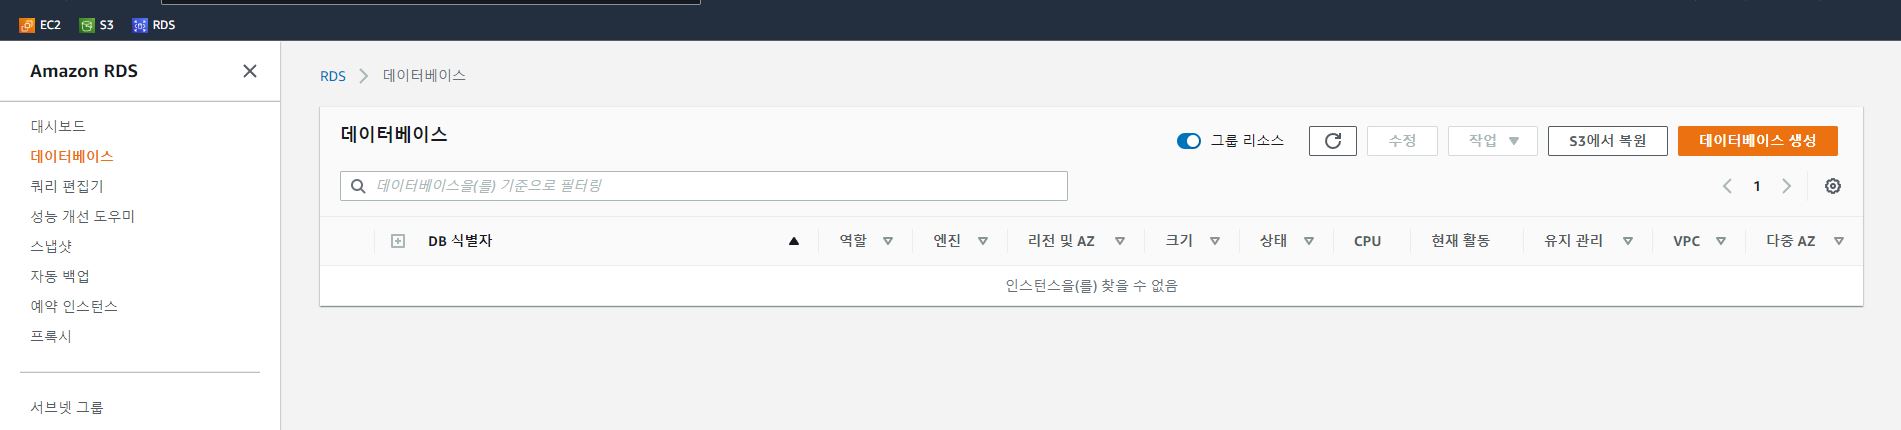 EC2 S3 RDS
Amazon RDS
대시보드
데이터베이스
쿼리 편집기
성능 개선 도우미
스냅샷
자동 백업
예약 인스턴스
프록시
서브넷 그룹
RDS 데이터베이스
데이터베이스
그룹 리소스 수정 작업 S3에서 복원 데이터베이스 생성
데이터베이스을(를) 기준으로 필터링
1
DB 식별자 역할 엔진 리전 및 AZ 크기 상태 CPU 현재 활동 유지 관리 VPC 다중 AZ
인스턴스을(를) 찾을 수 없음